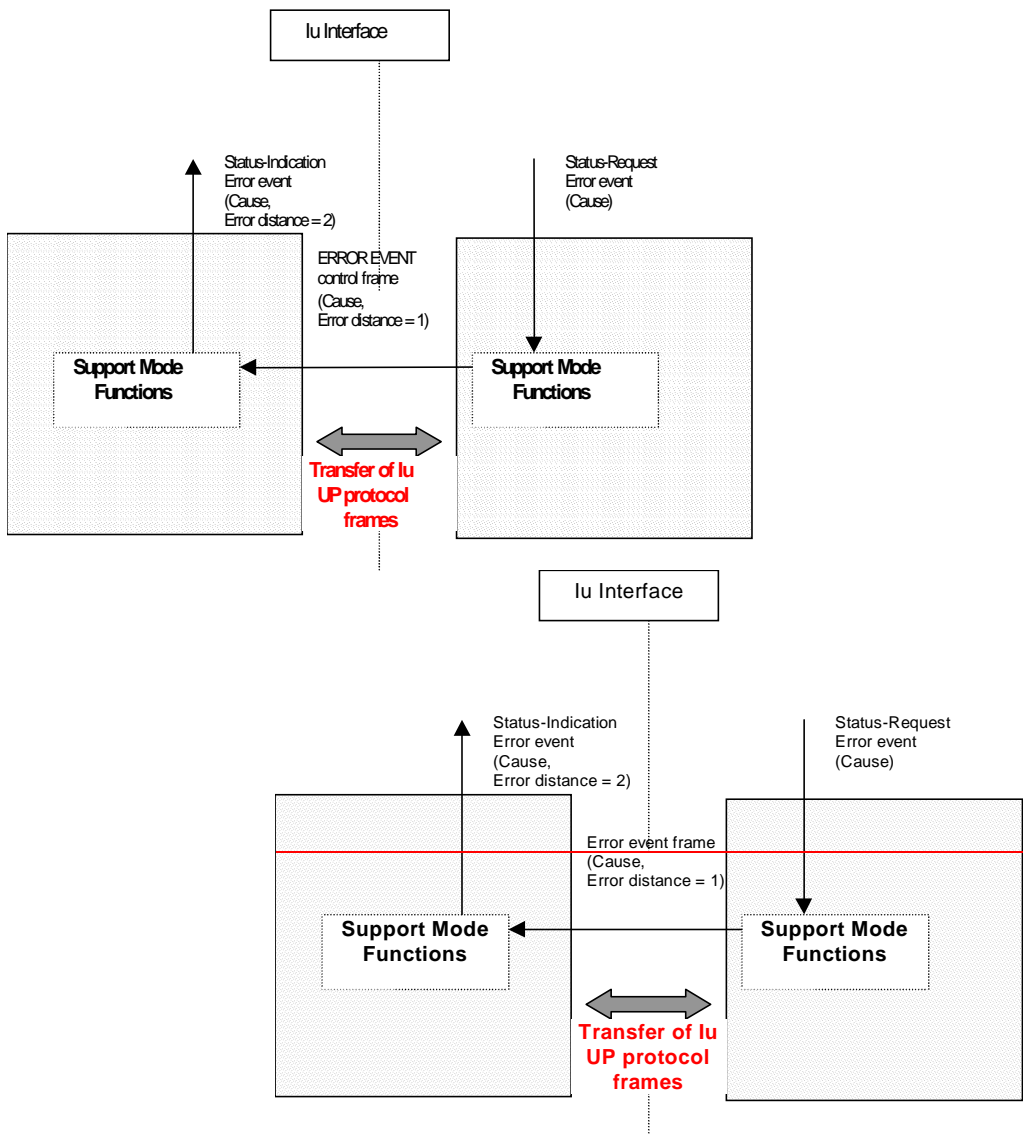 Iu Interface
Status-Indication
Error event
(Cause,
Error distance = 2)
Status-Request
Error event
(Cause)
ERROR EVENT
control frame
(Cause,
Error distance = 1)
Support Mode
Functions
Support Mode
Functions
Transfer of Iu
UP protocol
frames
Iu Interface
Status-Indication
Error event
(Cause,
Error distance = 2)
Status-Request
Error event
(Cause)
Error event frame
(Cause,
Error distance = 1)
Support Mode
Functions
Support Mode
Functions
Transfer of Iu
UP protocol
frames